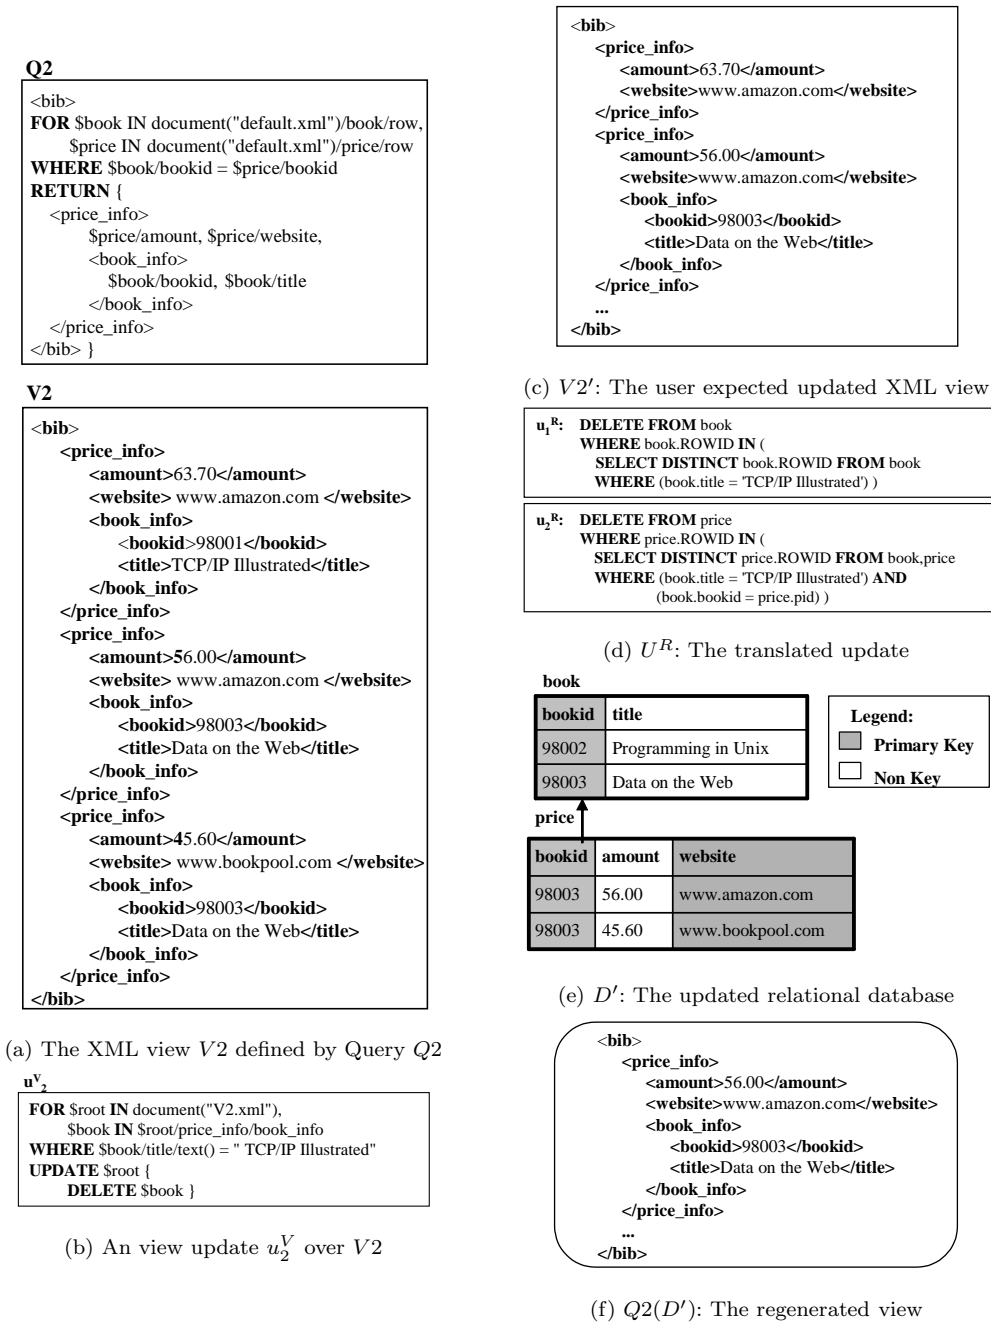 Q2
<bib>
FOR $book IN document("default.xml")/book/row,
$price IN document("default.xml")/price/row
WHERE $book/bookid = $price/bookid
RETURN {
<price_info>
$price/amount, $price/website,
<book_info>
$book/bookid, $book/title
</book_info>
</price_info>
</bib> }
V2
<bib>
<price_info>
<amount>63.70</amount>
<website> www.amazon.com </website>
<book_info>
<bookid>98001</bookid>
<title>TCP/IP Illustrated</title>
</book_info>
</price_info>
<price_info>
<amount>56.00</amount>
<website> www.amazon.com </website>
<book_info>
<bookid>98003</bookid>
<title>Data on the Web</title>
</book_info>
</price_info>
<price_info>
<amount>45.60</amount>
<website> www.bookpool.com </website>
<book_info>
<bookid>98003</bookid>
<title>Data on the Web</title>
</book_info>
</price_info>
</bib>
(a) The XML view V2 defined by Query Q2
u^V_2
FOR $root IN document("V2.xml"),
$book IN $root/price_info/book_info
WHERE $book/title/text() = " TCP/IP Illustrated"
UPDATE $root {
DELETE $book }
(b) An view update u_2^V over V2
<bib>
<price_info>
<amount>63.70</amount>
<website>www.amazon.com</website>
</price_info>
<price_info>
<amount>56.00</amount>
<website>www.amazon.com</website>
<book_info>
<bookid>98003</bookid>
<title>Data on the Web</title>
</book_info>
</price_info>
...
</bib>
(c) V2′: The user expected updated XML view
u_1^R: DELETE FROM book
WHERE book.ROWID IN (
SELECT DISTINCT book.ROWID FROM book
WHERE (book.title = 'TCP/IP Illustrated') )
u_2^R: DELETE FROM price
WHERE price.ROWID IN (
SELECT DISTINCT price.ROWID FROM book,price
WHERE (book.title = 'TCP/IP Illustrated') AND
(book.bookid = price.pid) )
(d) U^R: The translated update
book
bookid title
98002 Programming in Unix
98003 Data on the Web
Legend:
Primary Key
Non Key
price
bookid amount website
98003 56.00 www.amazon.com
98003 45.60 www.bookpool.com
(e) D′: The updated relational database
<bib>
<price_info>
<amount>56.00</amount>
<website>www.amazon.com</website>
<book_info>
<bookid>98003</bookid>
<title>Data on the Web</title>
</book_info>
</price_info>
...
</bib>
(f) Q2(D′): The regenerated view